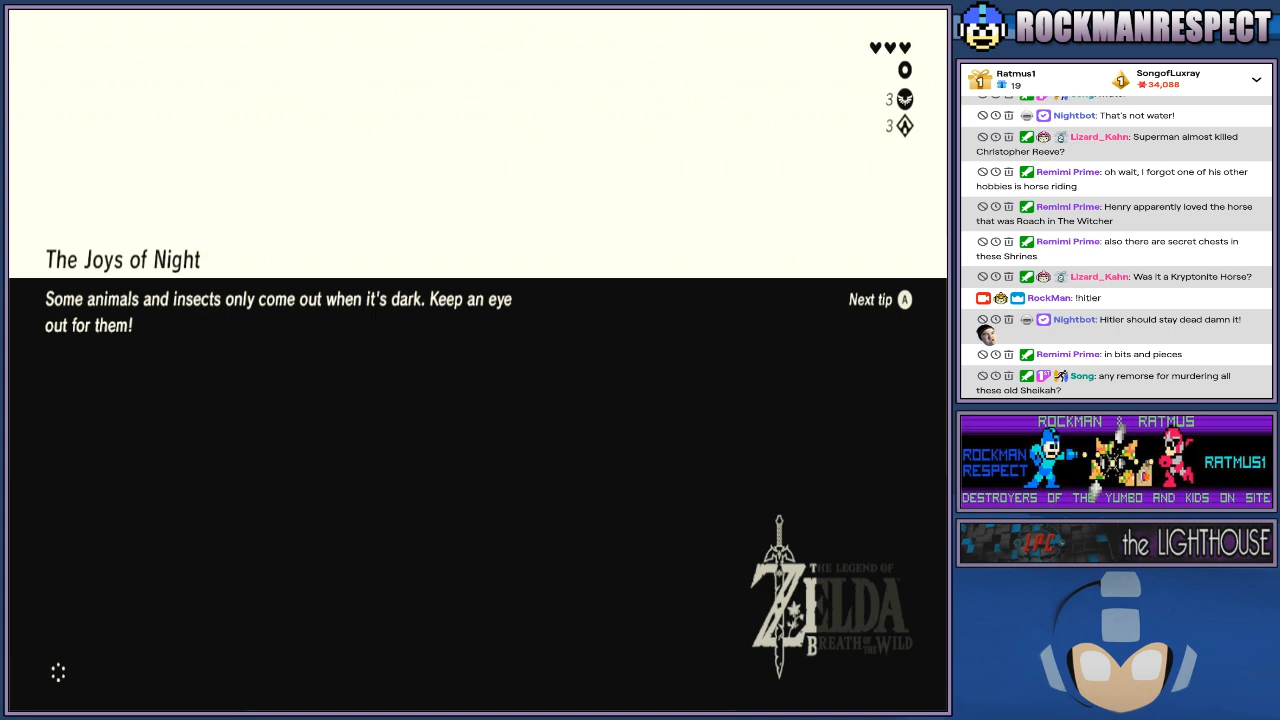 ROCKMANRESPECT
Ratmus1
19
SongofLuxray
34,088
3
3
The Joys of Night
Some animals and insects only come out when it's dark. Keep an eye
out for them!
Next tip A
THE LEGEND OF
ZELDA
BREATH OF THE WILD
Nightbot: That's not water!
Lizard_Kahn: Superman almost killed
Christopher Reeve?
Remimi Prime: oh wait, I forgot one of his other
hobbies is horse riding
Remimi Prime: Henry apparently loved the horse
that was Roach in The Witcher
Remimi Prime: also there are secret chests in
these Shrines
Lizard_Kahn: Was it a Kryptonite Horse?
RockMan: !hitler
Nightbot: Hitler should stay dead damn it!
Remimi Prime: in bits and pieces
Song: any remorse for murdering all
these old Sheikah?
ROCKMAN & RATMUS
ROCKMAN
RESPECT
RATMUS1
DESTROYERS OF THE YUMBO AND KIDS ON SITE
LPC
the LIGHTHOUSE